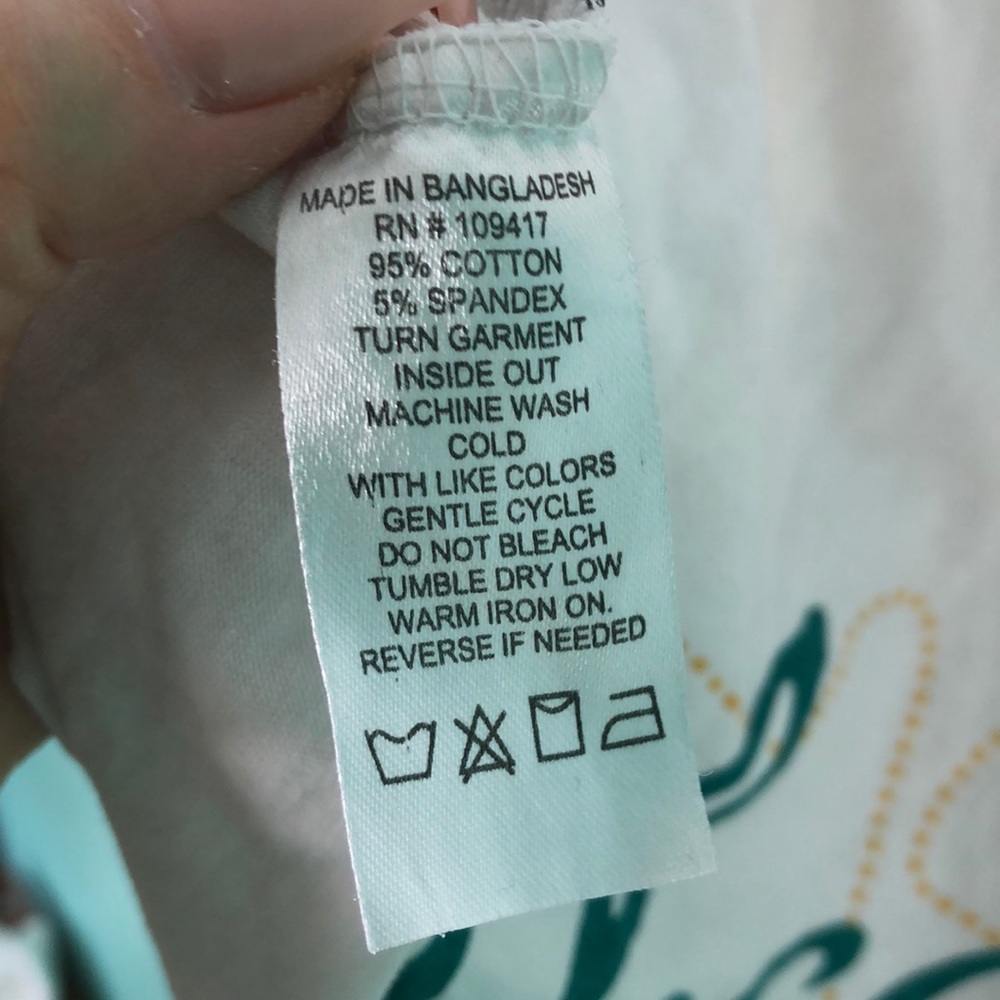 MADE IN BANGLADESH
RN # 109417
95% COTTON
5% SPANDEX
TURN GARMENT
INSIDE OUT
MACHINE WASH
COLD
WITH LIKE COLORS
GENTLE CYCLE
DO NOT BLEACH
TUMBLE DRY LOW
WARM IRON ON.
REVERSE IF NEEDED